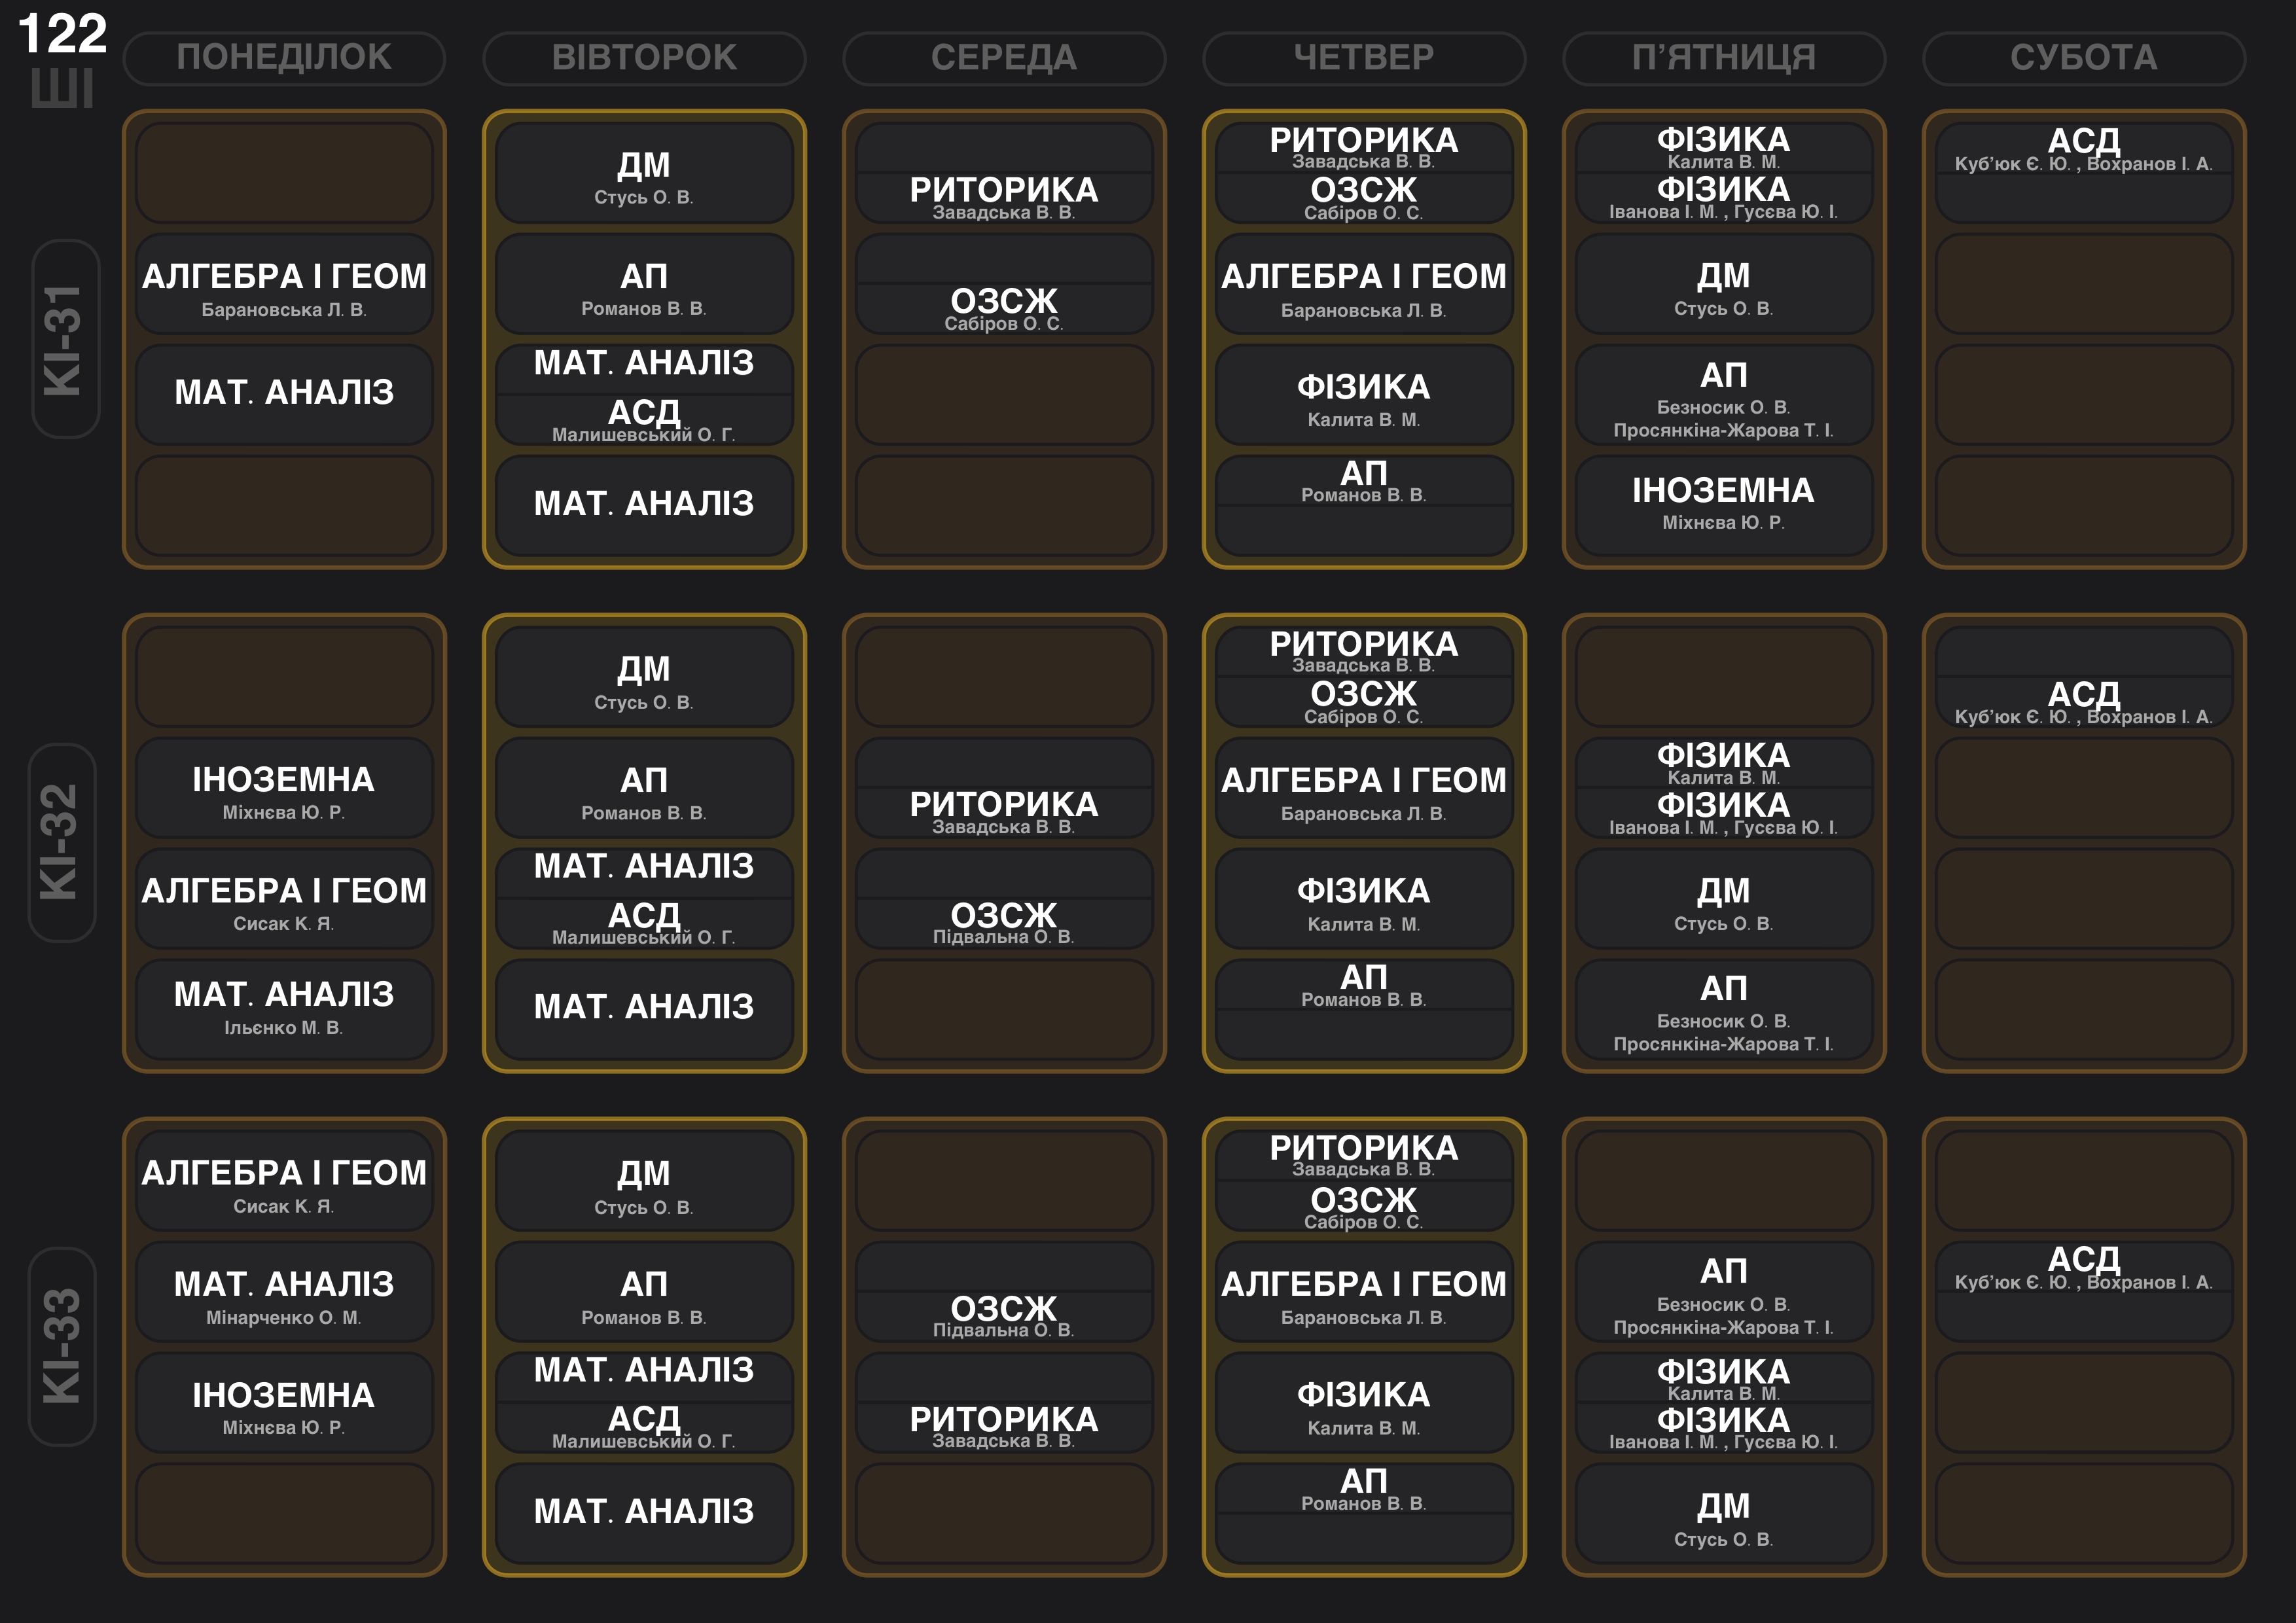 122
ШІ
ПОНЕДІЛОК
ВІВТОРОК
СЕРЕДА
ЧЕТВЕР
П’ЯТНИЦЯ
СУБОТА
КІ-31
АЛГЕБРА І ГЕОМ
Барановська Л. В.
МАТ. АНАЛІЗ
ДМ
Стусь О. В.
АП
Романов В. В.
МАТ. АНАЛІЗ
АСД
Малишевський О. Г.
МАТ. АНАЛІЗ
РИТОРИКА
Завадська В. В.
ОЗСЖ
Сабіров О. С.
РИТОРИКА
Завадська В. В.
ОЗСЖ
Сабіров О. С.
АЛГЕБРА І ГЕОМ
Барановська Л. В.
ФІЗИКА
Калита В. М.
АП
Романов В. В.
ФІЗИКА
Калита В. М.
ФІЗИКА
Іванова І. М. , Гусєва Ю. І.
ДМ
Стусь О. В.
АП
Безносик О. В.
Просянкіна-Жарова Т. І.
ІНОЗЕМНА
Міхнєва Ю. Р.
АСД
Куб’юк Є. Ю. , Вохранов І. А.
КІ-32
ІНОЗЕМНА
Міхнєва Ю. Р.
АЛГЕБРА І ГЕОМ
Сисак К. Я.
МАТ. АНАЛІЗ
Ільєнко М. В.
ДМ
Стусь О. В.
АП
Романов В. В.
МАТ. АНАЛІЗ
АСД
Малишевський О. Г.
МАТ. АНАЛІЗ
РИТОРИКА
Завадська В. В.
ОЗСЖ
Підвальна О. В.
РИТОРИКА
Завадська В. В.
ОЗСЖ
Сабіров О. С.
АЛГЕБРА І ГЕОМ
Барановська Л. В.
ФІЗИКА
Калита В. М.
АП
Романов В. В.
ФІЗИКА
Калита В. М.
ФІЗИКА
Іванова І. М. , Гусєва Ю. І.
ДМ
Стусь О. В.
АП
Безносик О. В.
Просянкіна-Жарова Т. І.
АСД
Куб’юк Є. Ю. , Вохранов І. А.
КІ-33
АЛГЕБРА І ГЕОМ
Сисак К. Я.
МАТ. АНАЛІЗ
Мінарченко О. М.
ІНОЗЕМНА
Міхнєва Ю. Р.
ДМ
Стусь О. В.
АП
Романов В. В.
МАТ. АНАЛІЗ
АСД
Малишевський О. Г.
МАТ. АНАЛІЗ
ОЗСЖ
Підвальна О. В.
РИТОРИКА
Завадська В. В.
РИТОРИКА
Завадська В. В.
ОЗСЖ
Сабіров О. С.
АЛГЕБРА І ГЕОМ
Барановська Л. В.
ФІЗИКА
Калита В. М.
АП
Романов В. В.
АП
Безносик О. В.
Просянкіна-Жарова Т. І.
ФІЗИКА
Калита В. М.
ФІЗИКА
Іванова І. М. , Гусєва Ю. І.
ДМ
Стусь О. В.
АСД
Куб’юк Є. Ю. , Вохранов І. А.